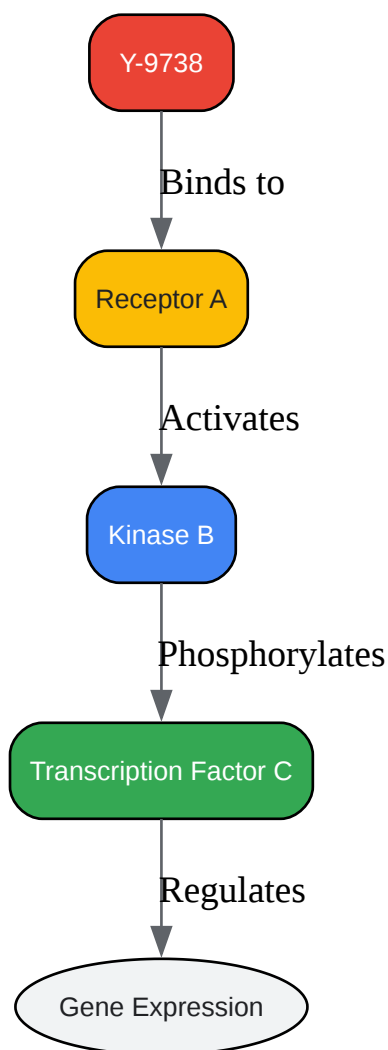 Y-9738
Binds to
Receptor A
Activates
Kinase B
Phosphorylates
Transcription Factor C
Regulates
Gene Expression